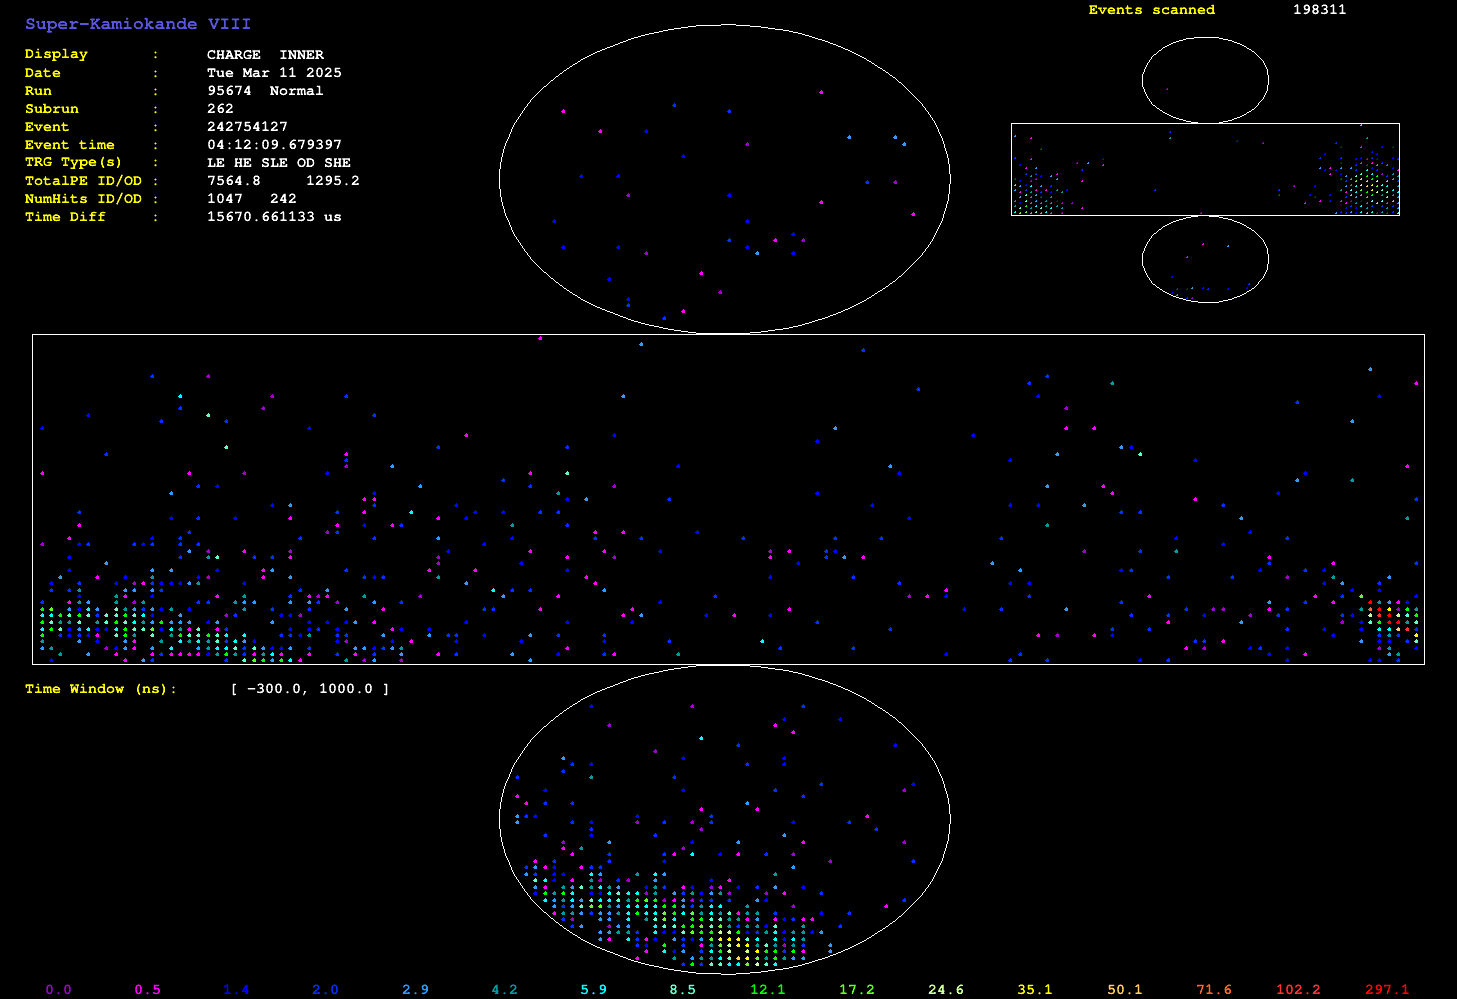 Super-Kamiokande VIII
Events scanned 198311
Display : CHARGE INNER
Date : Tue Mar 11 2025
Run : 95674 Normal
Subrun : 262
Event : 242754127
Event time : 04:12:09.679397
TRG Type(s) : LE HE SLE OD SHE
TotalPE ID/OD : 7564.8 1295.2
NumHits ID/OD : 1047 242
Time Diff : 15670.661133 us
Time Window (ns): [ -300.0, 1000.0 ]
0.0 0.5 1.4 2.0 2.9 4.2 5.9 8.5 12.1 17.2 24.6 35.1 50.1 71.6 102.2 297.1